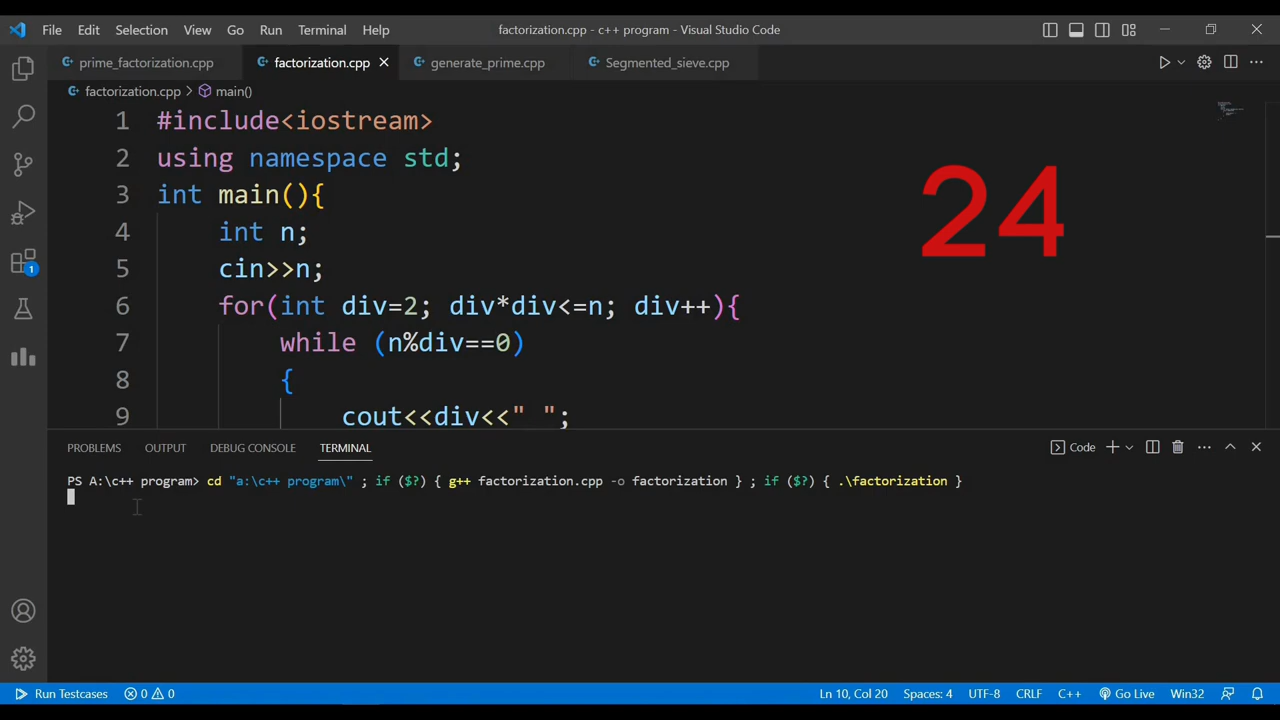 File Edit Selection View Go Run Terminal Help factorization.cpp - c++ program - Visual Studio Code
prime_factorization.cpp factorization.cpp generate_prime.cpp Segmented_sieve.cpp
factorization.cpp > main()
1 #include<iostream>
2 using namespace std;
3 int main(){
4 int n;
5 cin>>n;
6 for(int div=2; div*div<=n; div++){
7 while (n%div==0)
8 {
9 cout<<div<<" ";
24
1
PROBLEMS OUTPUT DEBUG CONSOLE TERMINAL Code
PS A:\c++ program> cd "a:\c++ program\" ; if ($?) { g++ factorization.cpp -o factorization } ; if ($?) { .\factorization }
Run Testcases 0 0 Ln 10, Col 20 Spaces: 4 UTF-8 CRLF C++ Go Live Win32